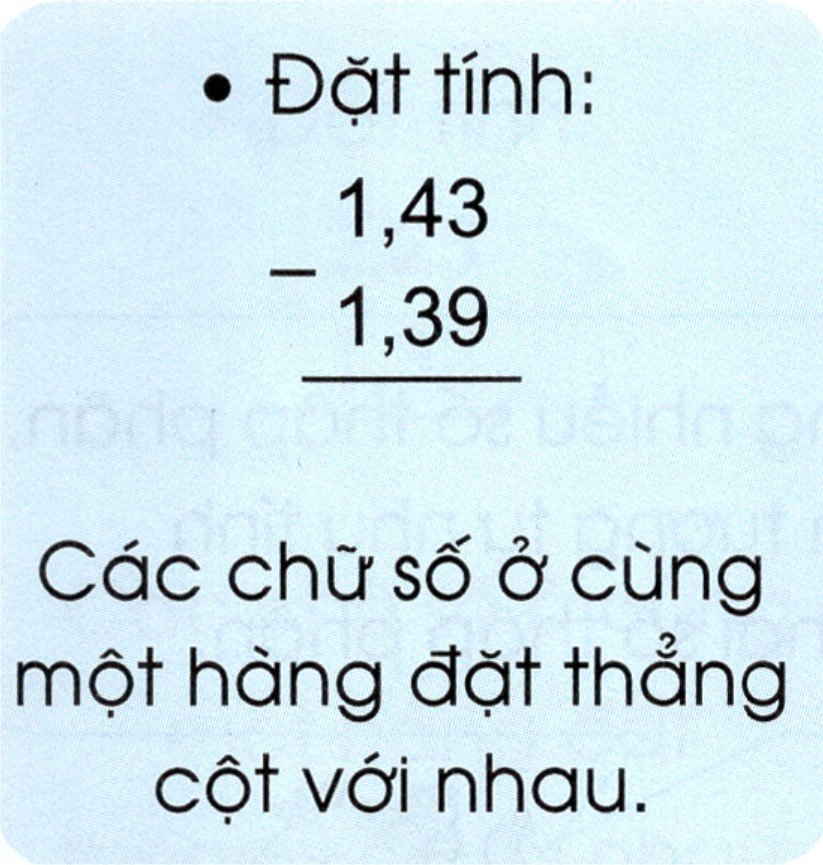 • Đặt tính:
1,43
−
1,39
Các chữ số ở cùng
một hàng đặt thẳng
cột với nhau.